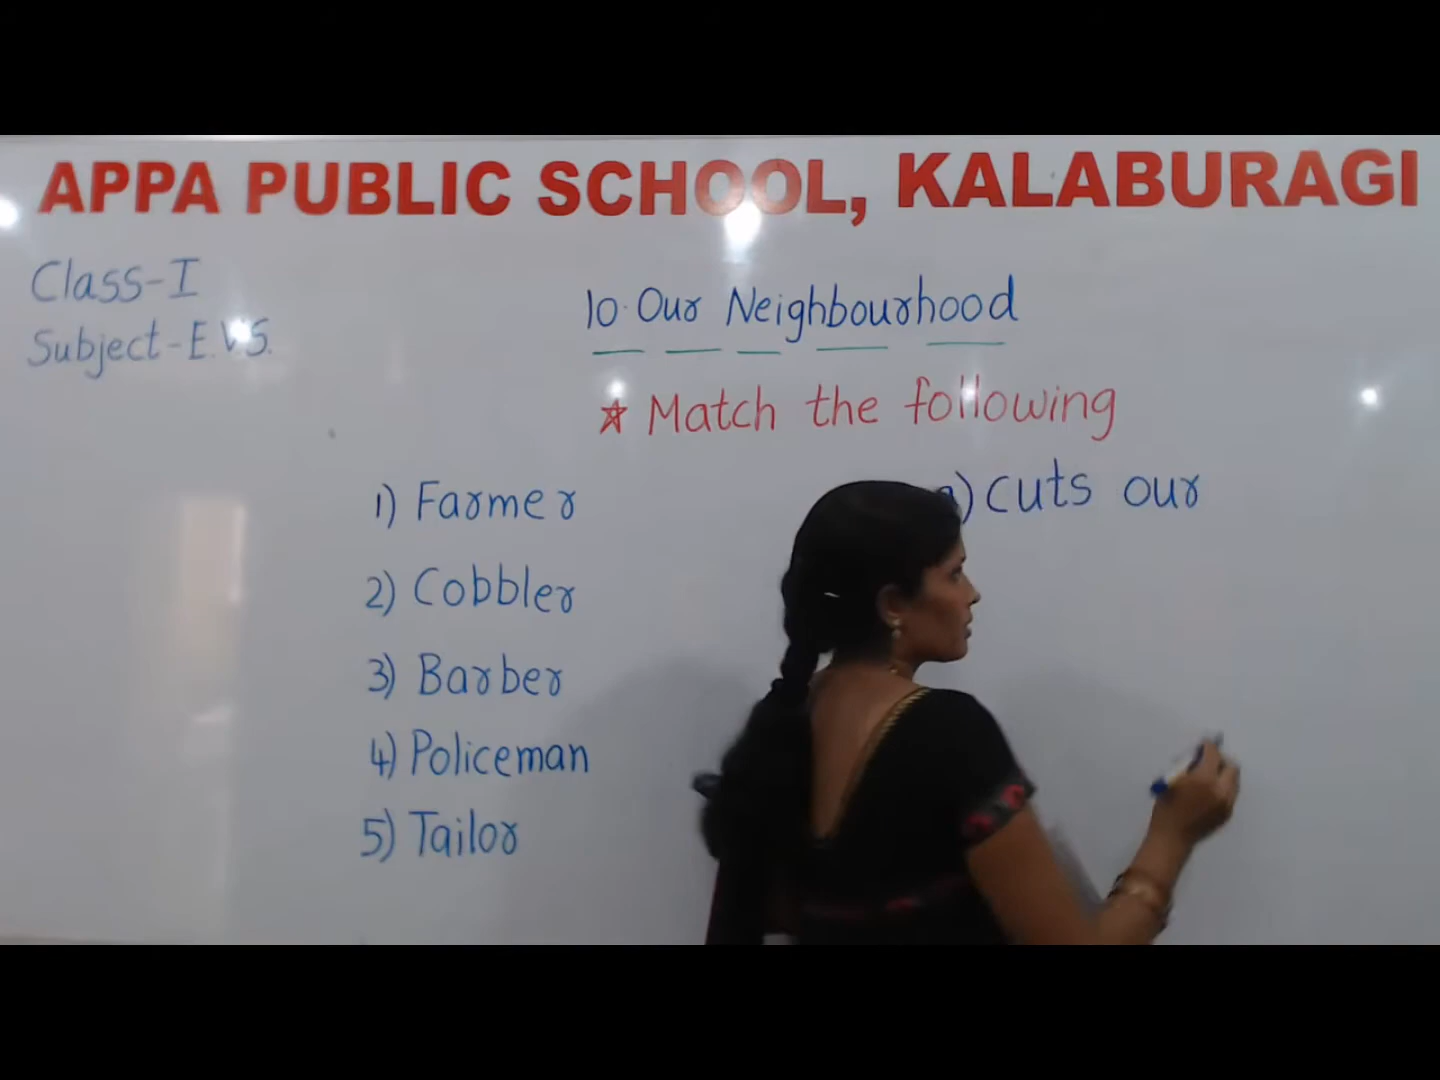 APPA PUBLIC SCHOOL, KALABURAGI
Class-I
Subject-E.V.S.
10. Our Neighbourhood
* Match the following
1) Farmer
a) cuts our
2) Cobbler
3) Barber
4) Policeman
5) Tailor